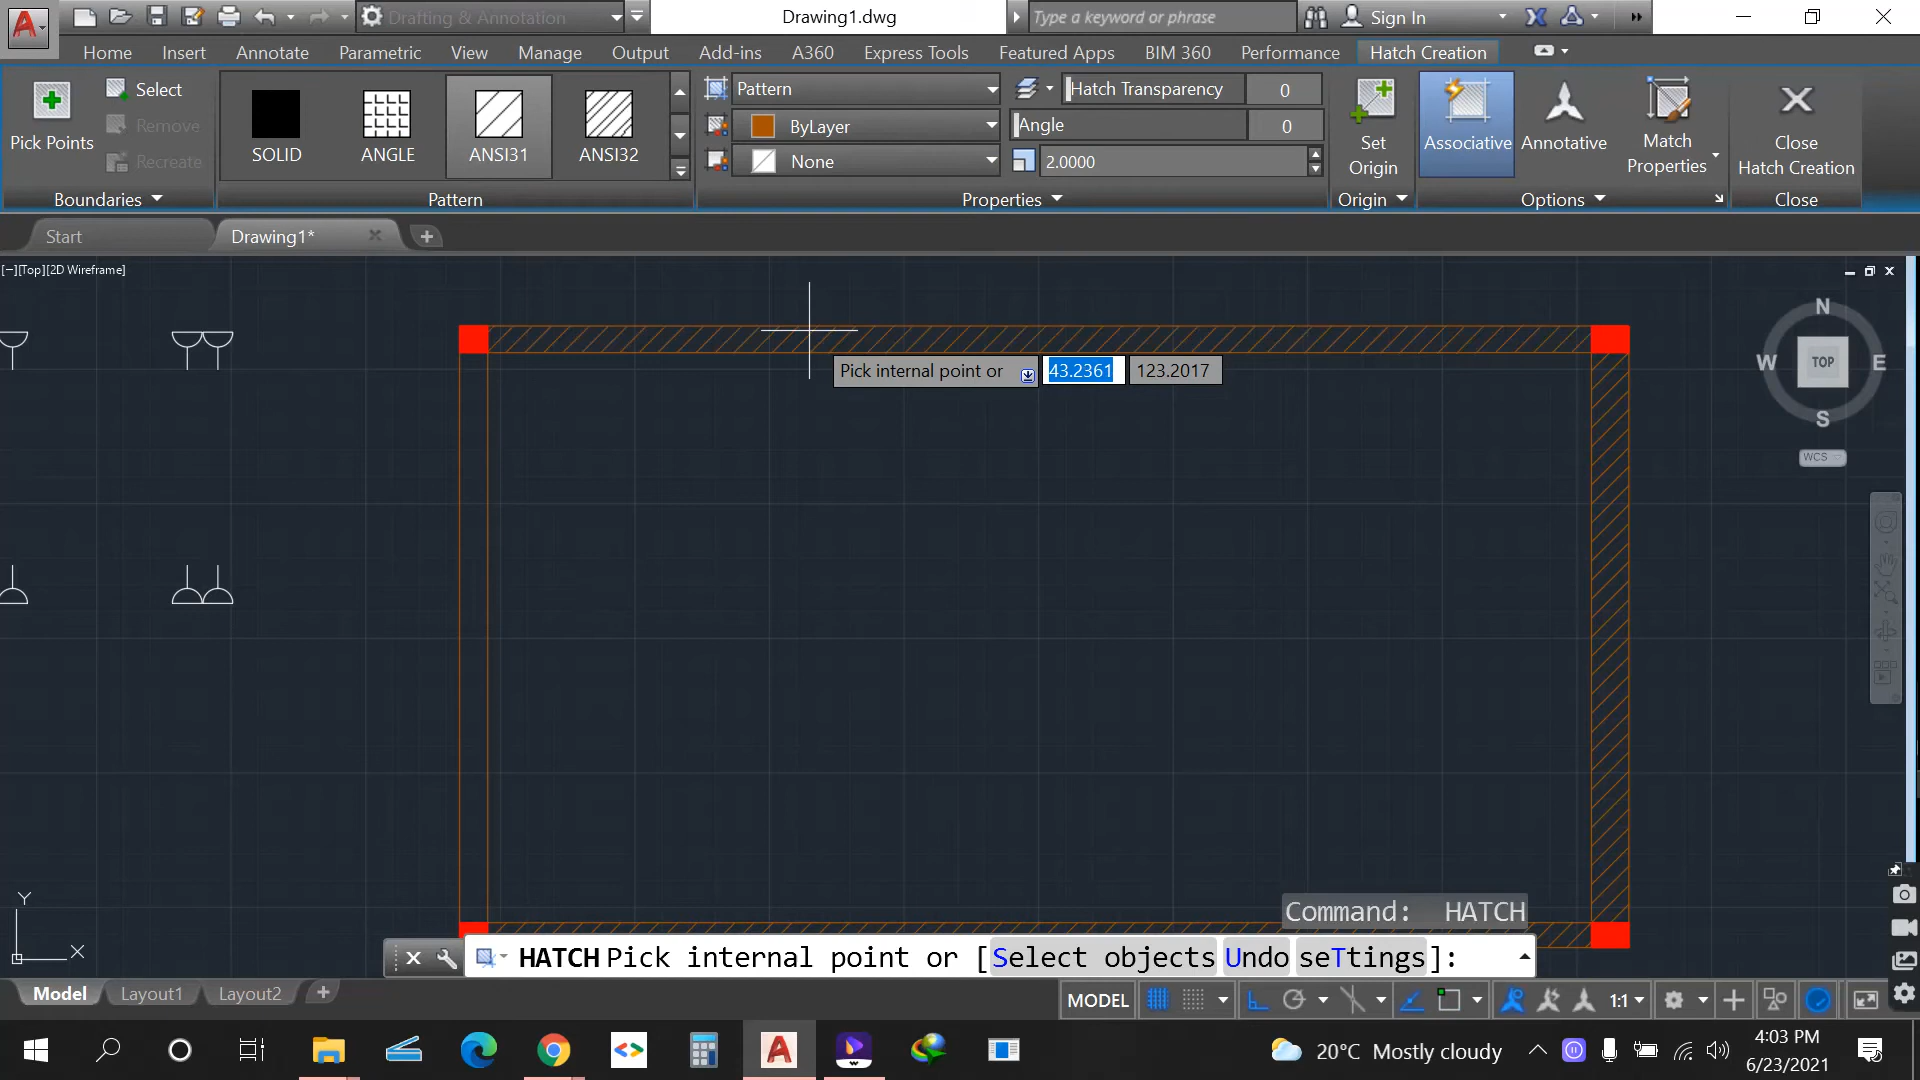 Drafting & Annotation
Drawing1.dwg
Type a keyword or phrase
Sign In
Home Insert Annotate Parametric View Manage Output Add-ins A360 Express Tools Featured Apps BIM 360 Performance Hatch Creation
Pick Points
Select
Remove
Recreate
Boundaries
SOLID
ANGLE
ANSI31
ANSI32
Pattern
Pattern
ByLayer
None
Hatch Transparency 0
Angle 0
2.0000
Properties
Set Origin
Origin
Associative
Annotative
Match Properties
Options
Close Hatch Creation
Close
Start
Drawing1*
[−][Top][2D Wireframe]
N
W TOP E
S
WCS
Pick internal point or 43.2361 123.2017
Y
X
Command: HATCH
HATCH Pick internal point or [Select objects Undo seTtings]:
Model Layout1 Layout2
MODEL
1:1
20°C Mostly cloudy
4:03 PM
6/23/2021